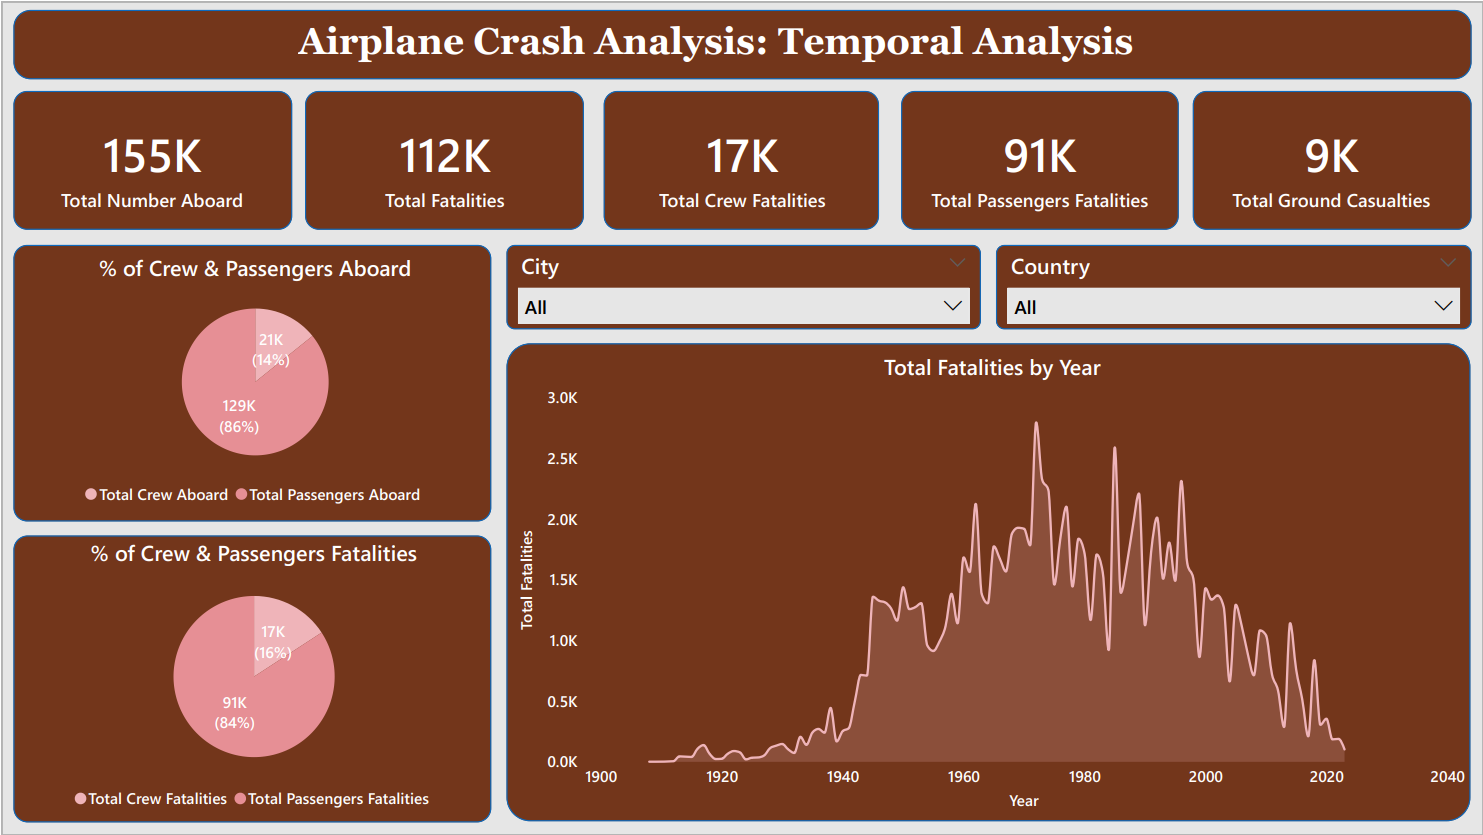 Airplane Crash Analysis: Temporal Analysis
155K
Total Number Aboard
112K
Total Fatalities
17K
Total Crew Fatalities
91K
Total Passengers Fatalities
9K
Total Ground Casualties
% of Crew & Passengers Aboard
21K
(14%)
129K
(86%)
Total Crew Aboard
Total Passengers Aboard
% of Crew & Passengers Fatalities
17K
(16%)
91K
(84%)
Total Crew Fatalities
Total Passengers Fatalities
City
All
Country
All
Total Fatalities by Year
Total Fatalities
3.0K
2.5K
2.0K
1.5K
1.0K
0.5K
0.0K
1900
1920
1940
1960
1980
2000
2020
2040
Year